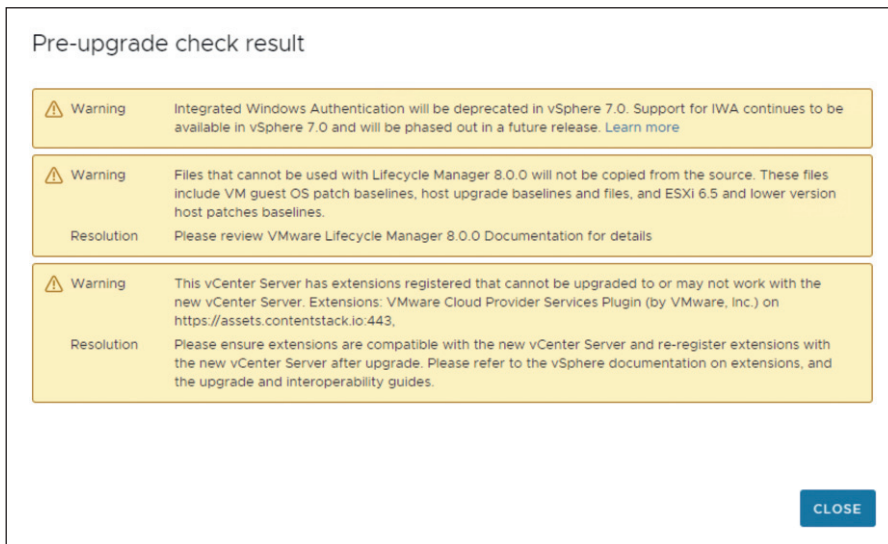 Pre-upgrade check result
Warning Integrated Windows Authentication will be deprecated in vSphere 7.0. Support for IWA continues to be
available in vSphere 7.0 and will be phased out in a future release. Learn more
Warning Files that cannot be used with Lifecycle Manager 8.0.0 will not be copied from the source. These files
include VM guest OS patch baselines, host upgrade baselines and files, and ESXi 6.5 and lower version
host patches baselines.
Resolution Please review VMware Lifecycle Manager 8.0.0 Documentation for details
Warning This vCenter Server has extensions registered that cannot be upgraded to or may not work with the
new vCenter Server. Extensions: VMware Cloud Provider Services Plugin (by VMware, Inc.) on
https://assets.contentstack.io:443,
Resolution Please ensure extensions are compatible with the new vCenter Server and re-register extensions with
the new vCenter Server after upgrade. Please refer to the vSphere documentation on extensions, and
the upgrade and interoperability guides.
CLOSE